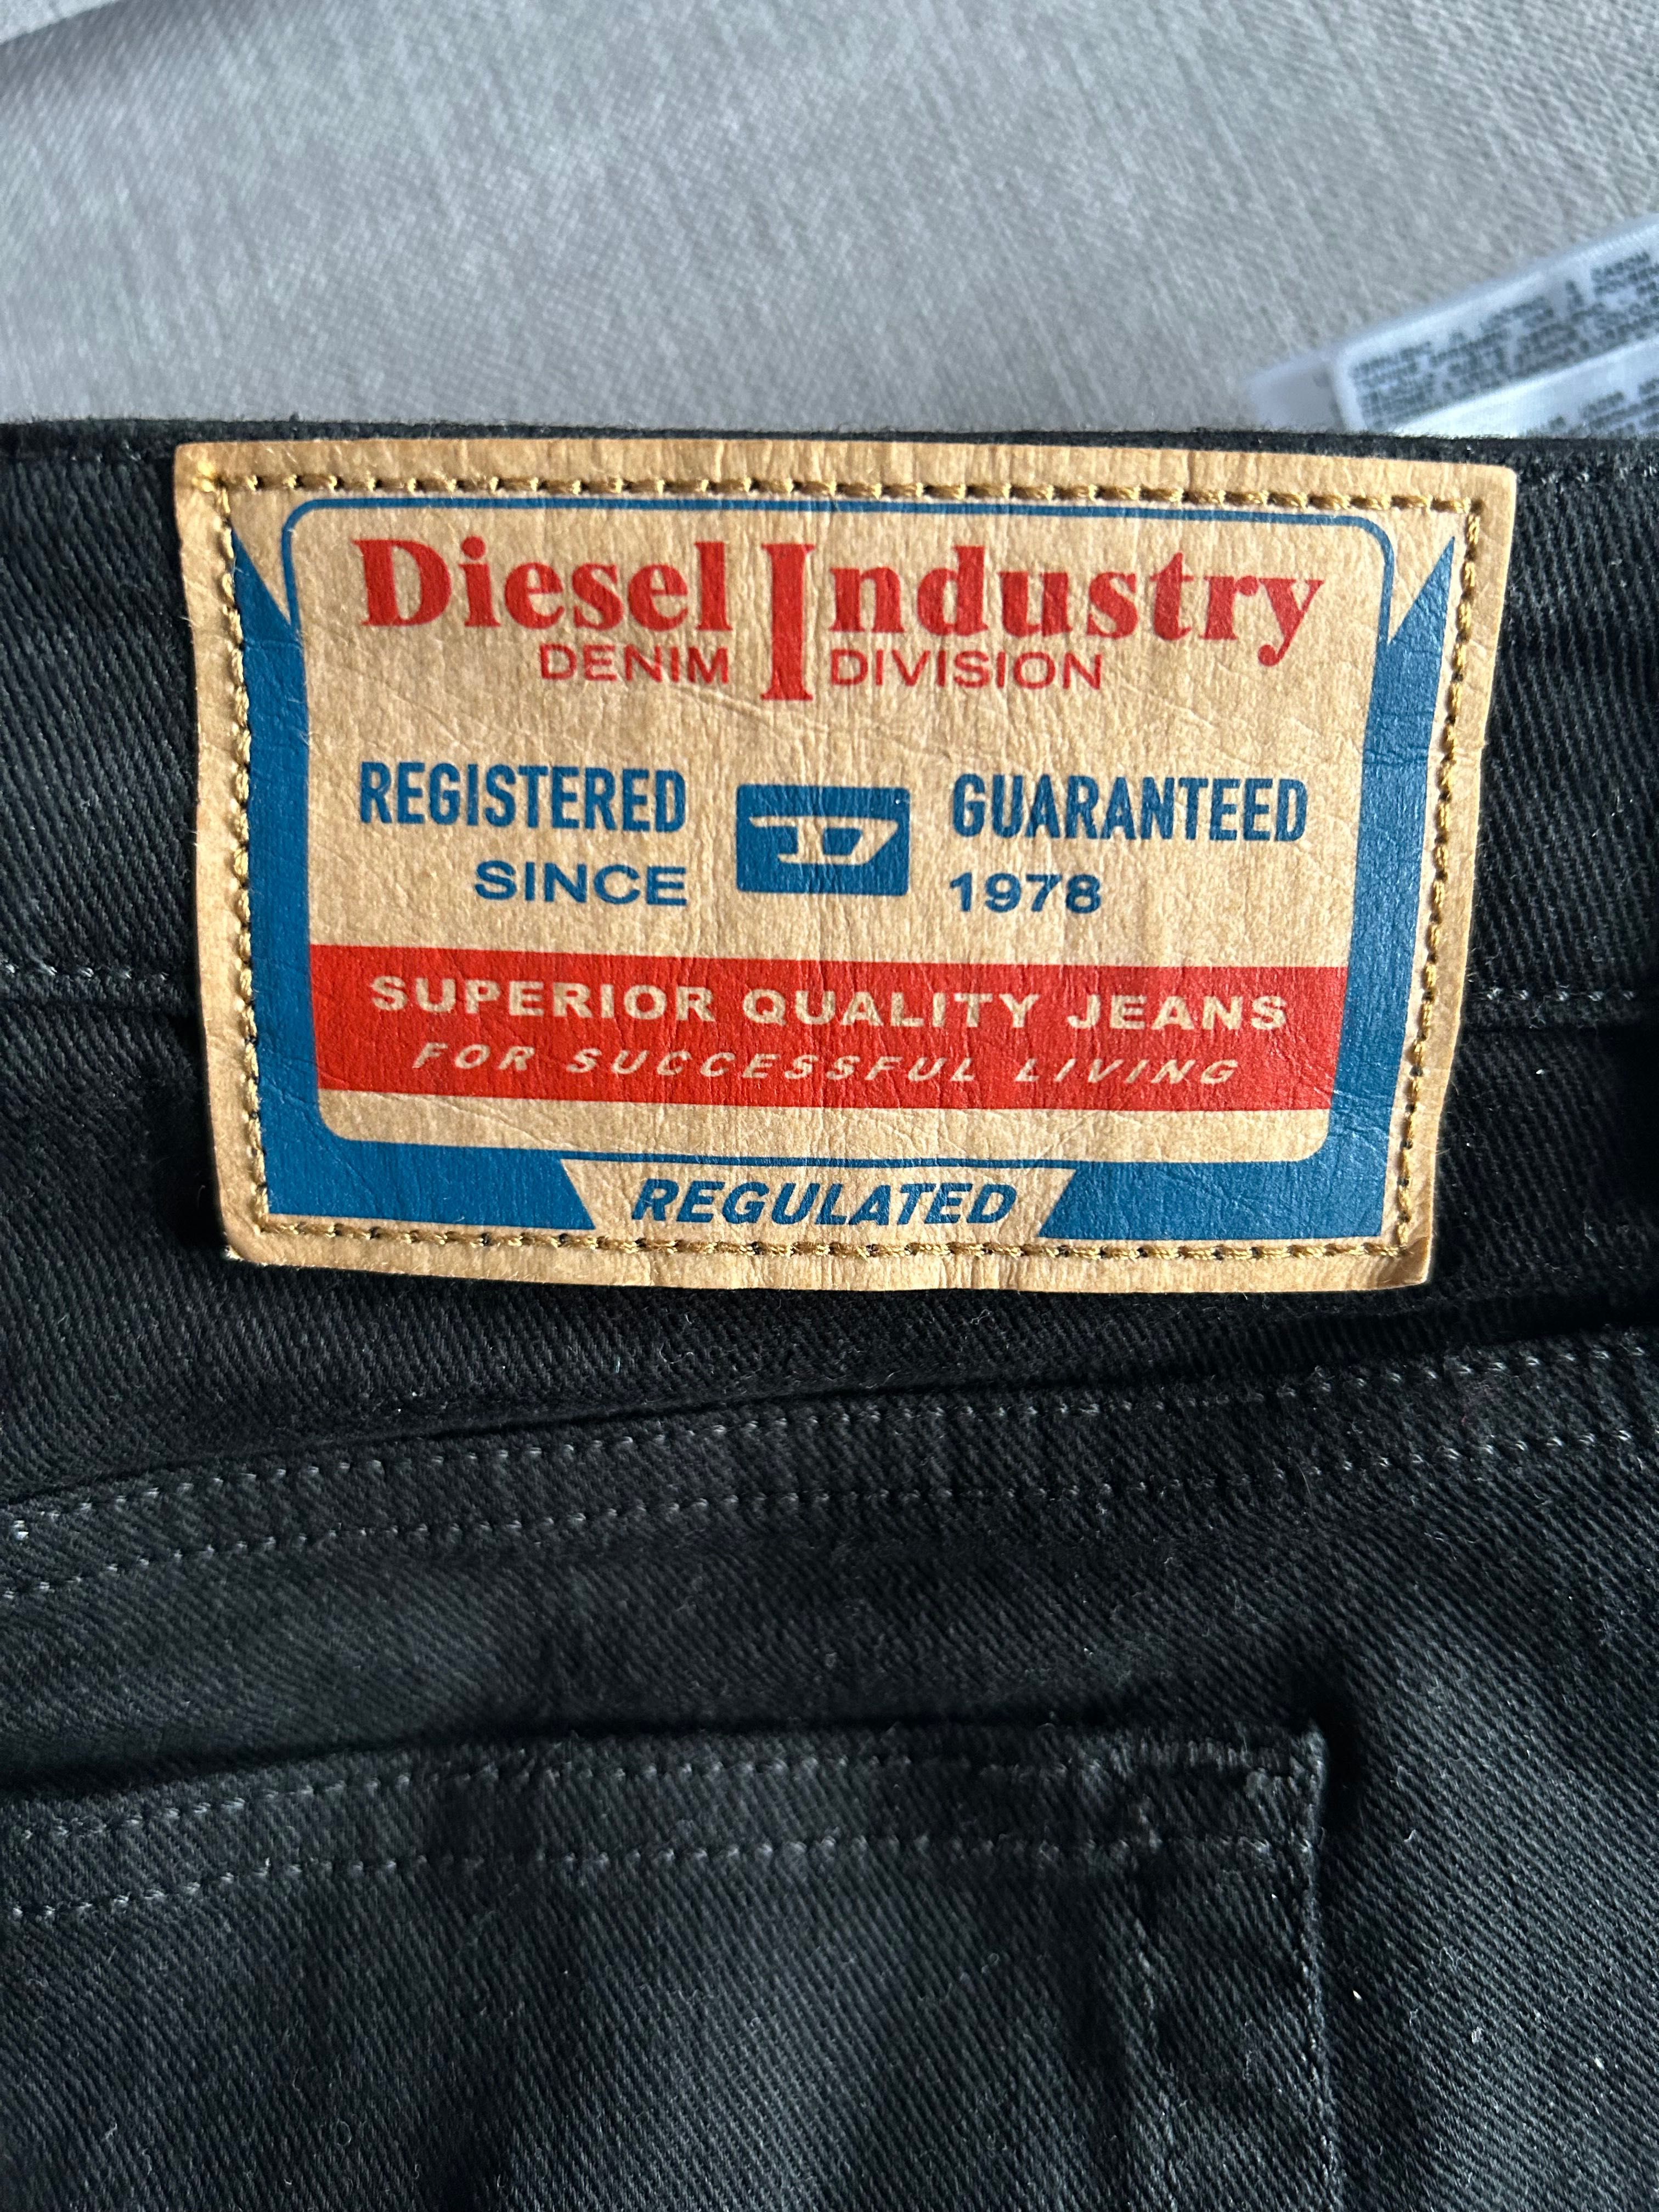 Diesel Industry
DENIM DIVISION
REGISTERED D GUARANTEED
SINCE 1978
SUPERIOR QUALITY JEANS
FOR SUCCESSFUL LIVING
REGULATED